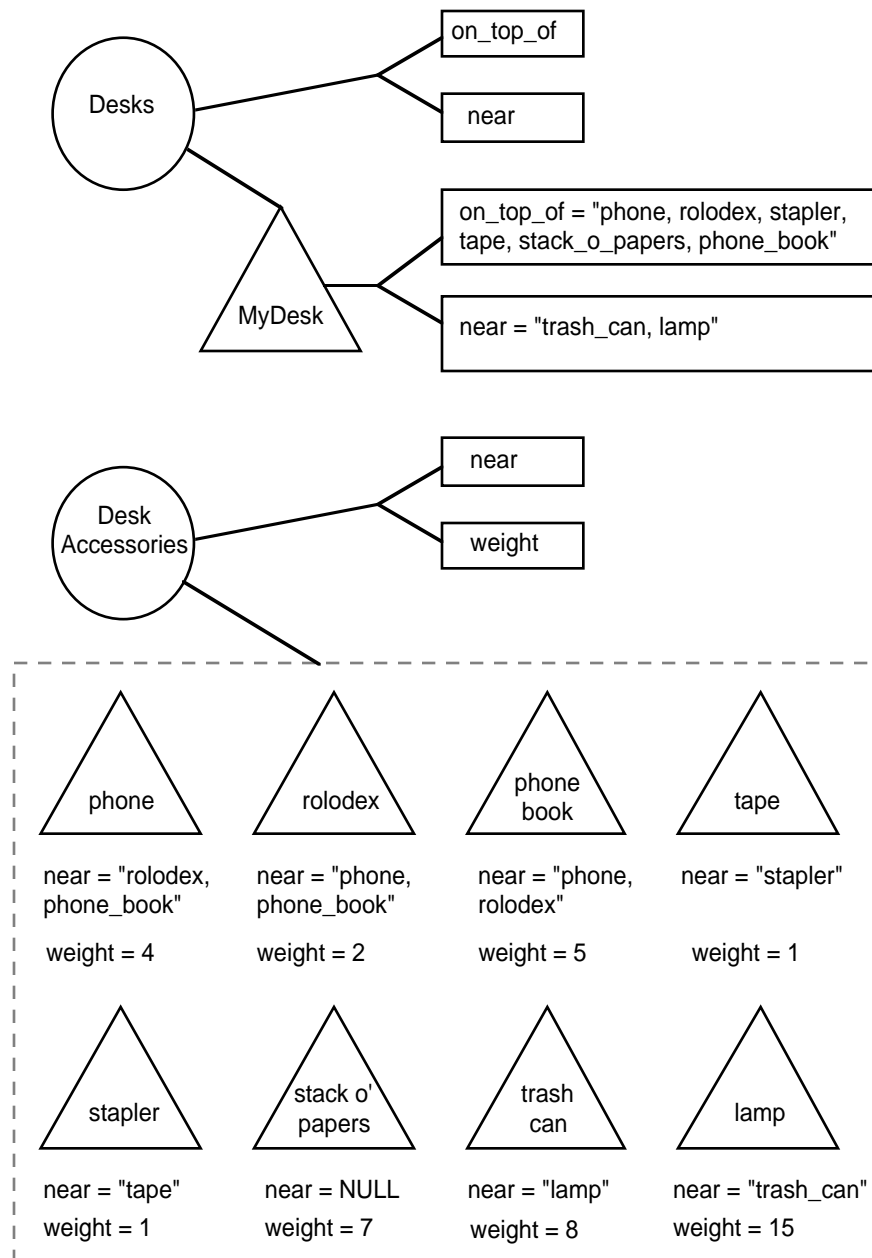 on_top_of
Desks
near
on_top_of = "phone, rolodex, stapler,
tape, stack_o_papers, phone_book"
MyDesk
near = "trash_can, lamp"
near
Desk
Accessories
weight
phone
rolodex
phone
book
tape
near = "rolodex,
phone_book"
near = "phone,
phone_book"
near = "phone,
rolodex"
near = "stapler"
weight = 4
weight = 2
weight = 5
weight = 1
stapler
stack o'
papers
trash
can
lamp
near = "tape"
near = NULL
near = "lamp"
near = "trash_can"
weight = 1
weight = 7
weight = 8
weight = 15